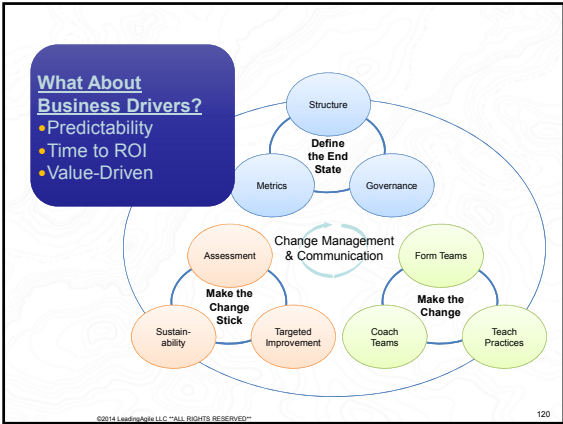 What About
Business Drivers?
•Predictability
•Time to ROI
•Value-Driven
Structure
Define
the End
State
Metrics
Governance
Change Management
& Communication
Assessment
Make the
Change
Stick
Sustain-
ability
Targeted
Improvement
Form Teams
Make the
Change
Coach
Teams
Teach
Practices
©2014 LeadingAgile LLC **ALL RIGHTS RESERVED**
120